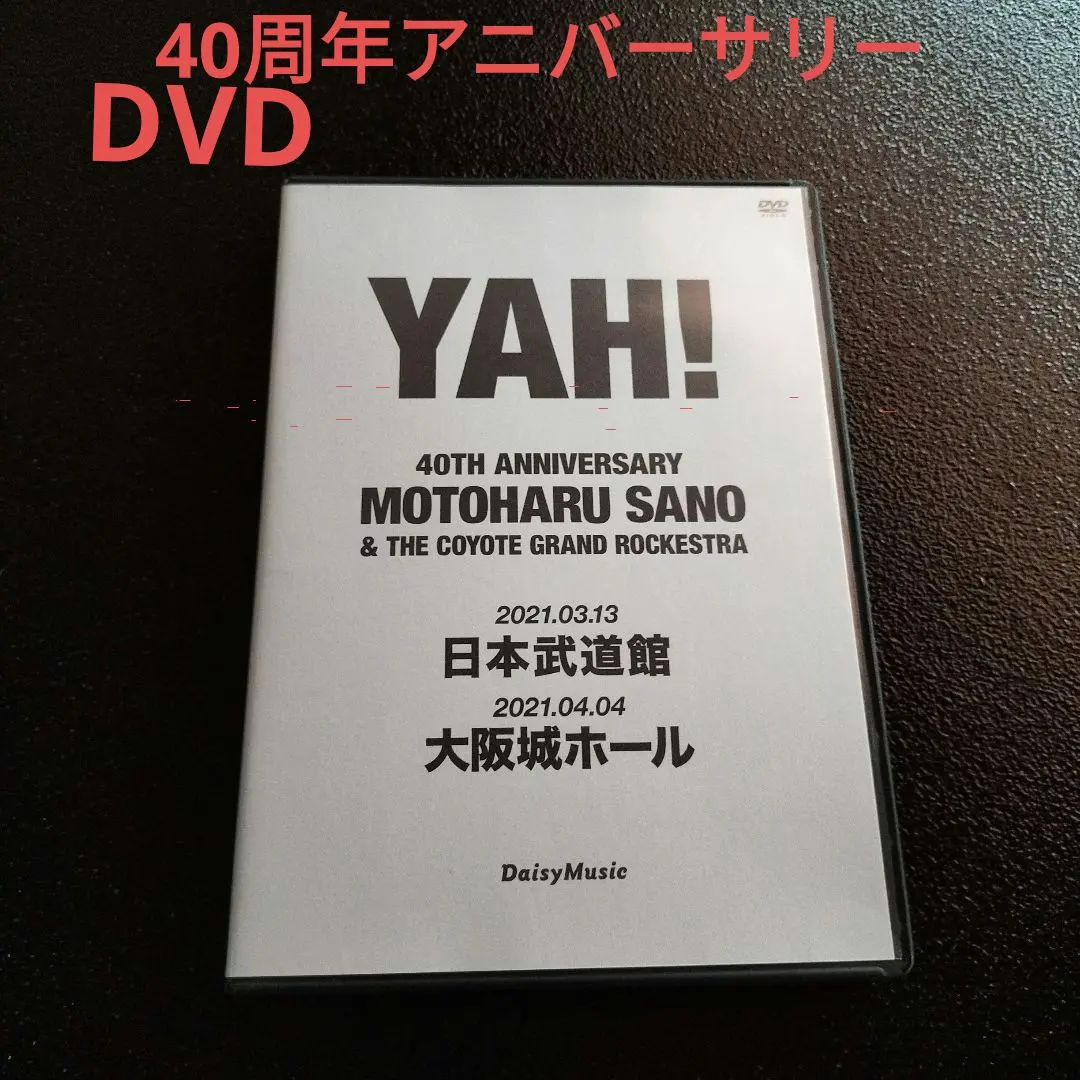 40周年アニバーサリー
DVD
DVD
VIDEO
YAH!
40TH ANNIVERSARY
MOTOHARU SANO
& THE COYOTE GRAND ROCKESTRA
2021.03.13
日本武道館
2021.04.04
大阪城ホール
DaisyMusic